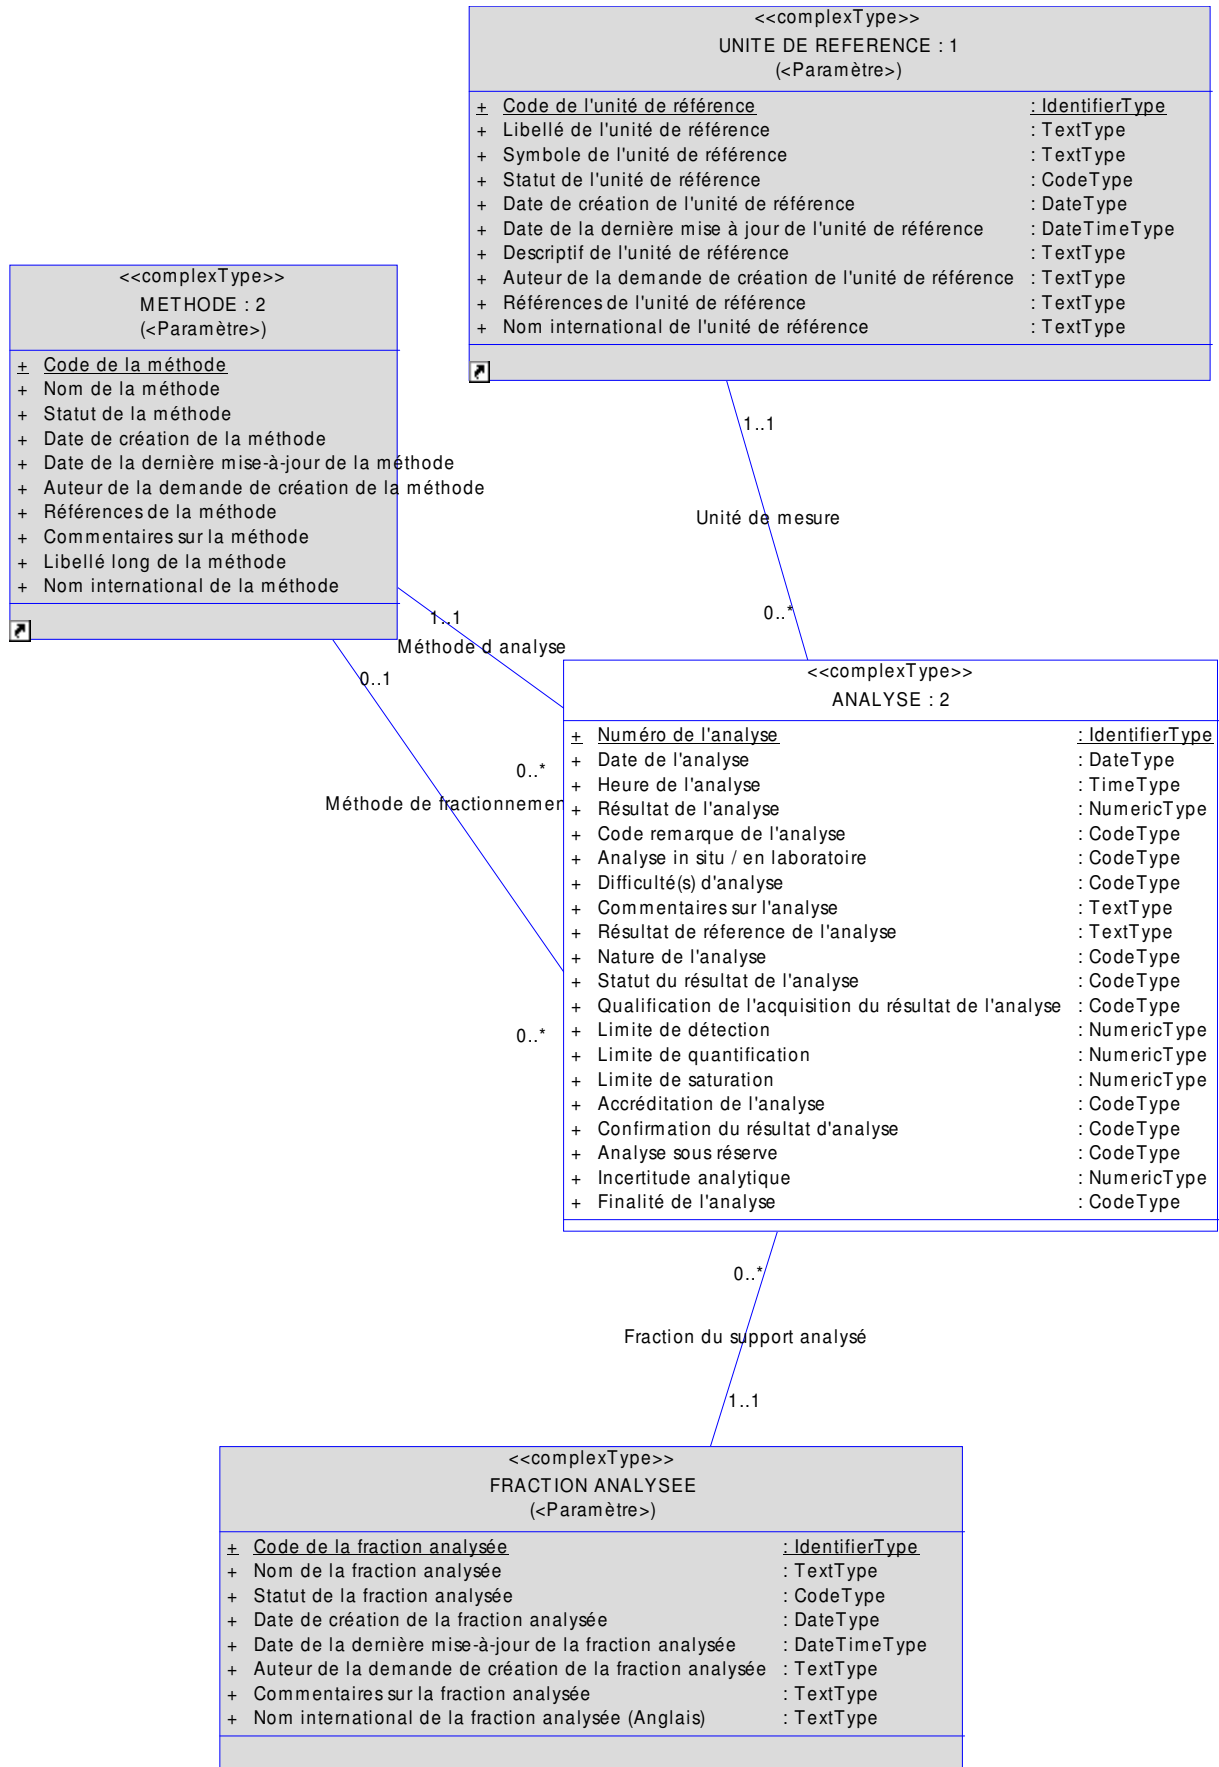 <<complexType>>
UNITE DE REFERENCE : 1
(<Paramètre>)
+ Code de l'unité de référence : IdentifierType
+ Libellé de l'unité de référence : TextType
+ Symbole de l'unité de référence : TextType
+ Statut de l'unité de référence : CodeType
+ Date de création de l'unité de référence : DateType
+ Date de la dernière mise à jour de l'unité de référence : DateTimeType
+ Descriptif de l'unité de référence : TextType
+ Auteur de la demande de création de l'unité de référence : TextType
+ Références de l'unité de référence : TextType
+ Nom international de l'unité de référence : TextType
<<complexType>>
METHODE : 2
(<Paramètre>)
+ Code de la méthode
+ Nom de la méthode
+ Statut de la méthode
+ Date de création de la méthode
+ Date de la dernière mise-à-jour de la méthode
+ Auteur de la demande de création de la méthode
+ Références de la méthode
+ Commentaires sur la méthode
+ Libellé long de la méthode
+ Nom international de la méthode
1..1
Unité de mesure
0..*
1..1
Méthode d analyse
0..*
0..1
Méthode de fractionnemen
0..*
<<complexType>>
ANALYSE : 2
+ Numéro de l'analyse : IdentifierType
+ Date de l'analyse : DateType
+ Heure de l'analyse : TimeType
+ Résultat de l'analyse : NumericType
+ Code remarque de l'analyse : CodeType
+ Analyse in situ / en laboratoire : CodeType
+ Difficulté(s) d'analyse : CodeType
+ Commentaires sur l'analyse : TextType
+ Résultat de réference de l'analyse : TextType
+ Nature de l'analyse : CodeType
+ Statut du résultat de l'analyse : CodeType
+ Qualification de l'acquisition du résultat de l'analyse : CodeType
+ Limite de détection : NumericType
+ Limite de quantification : NumericType
+ Limite de saturation : NumericType
+ Accréditation de l'analyse : CodeType
+ Confirmation du résultat d'analyse : CodeType
+ Analyse sous réserve : CodeType
+ Incertitude analytique : NumericType
+ Finalité de l'analyse : CodeType
0..*
Fraction du support analysé
1..1
<<complexType>>
FRACTION ANALYSEE
(<Paramètre>)
+ Code de la fraction analysée : IdentifierType
+ Nom de la fraction analysée : TextType
+ Statut de la fraction analysée : CodeType
+ Date de création de la fraction analysée : DateType
+ Date de la dernière mise-à-jour de la fraction analysée : DateTimeType
+ Auteur de la demande de création de la fraction analysée : TextType
+ Commentaires sur la fraction analysée : TextType
+ Nom international de la fraction analysée (Anglais) : TextType